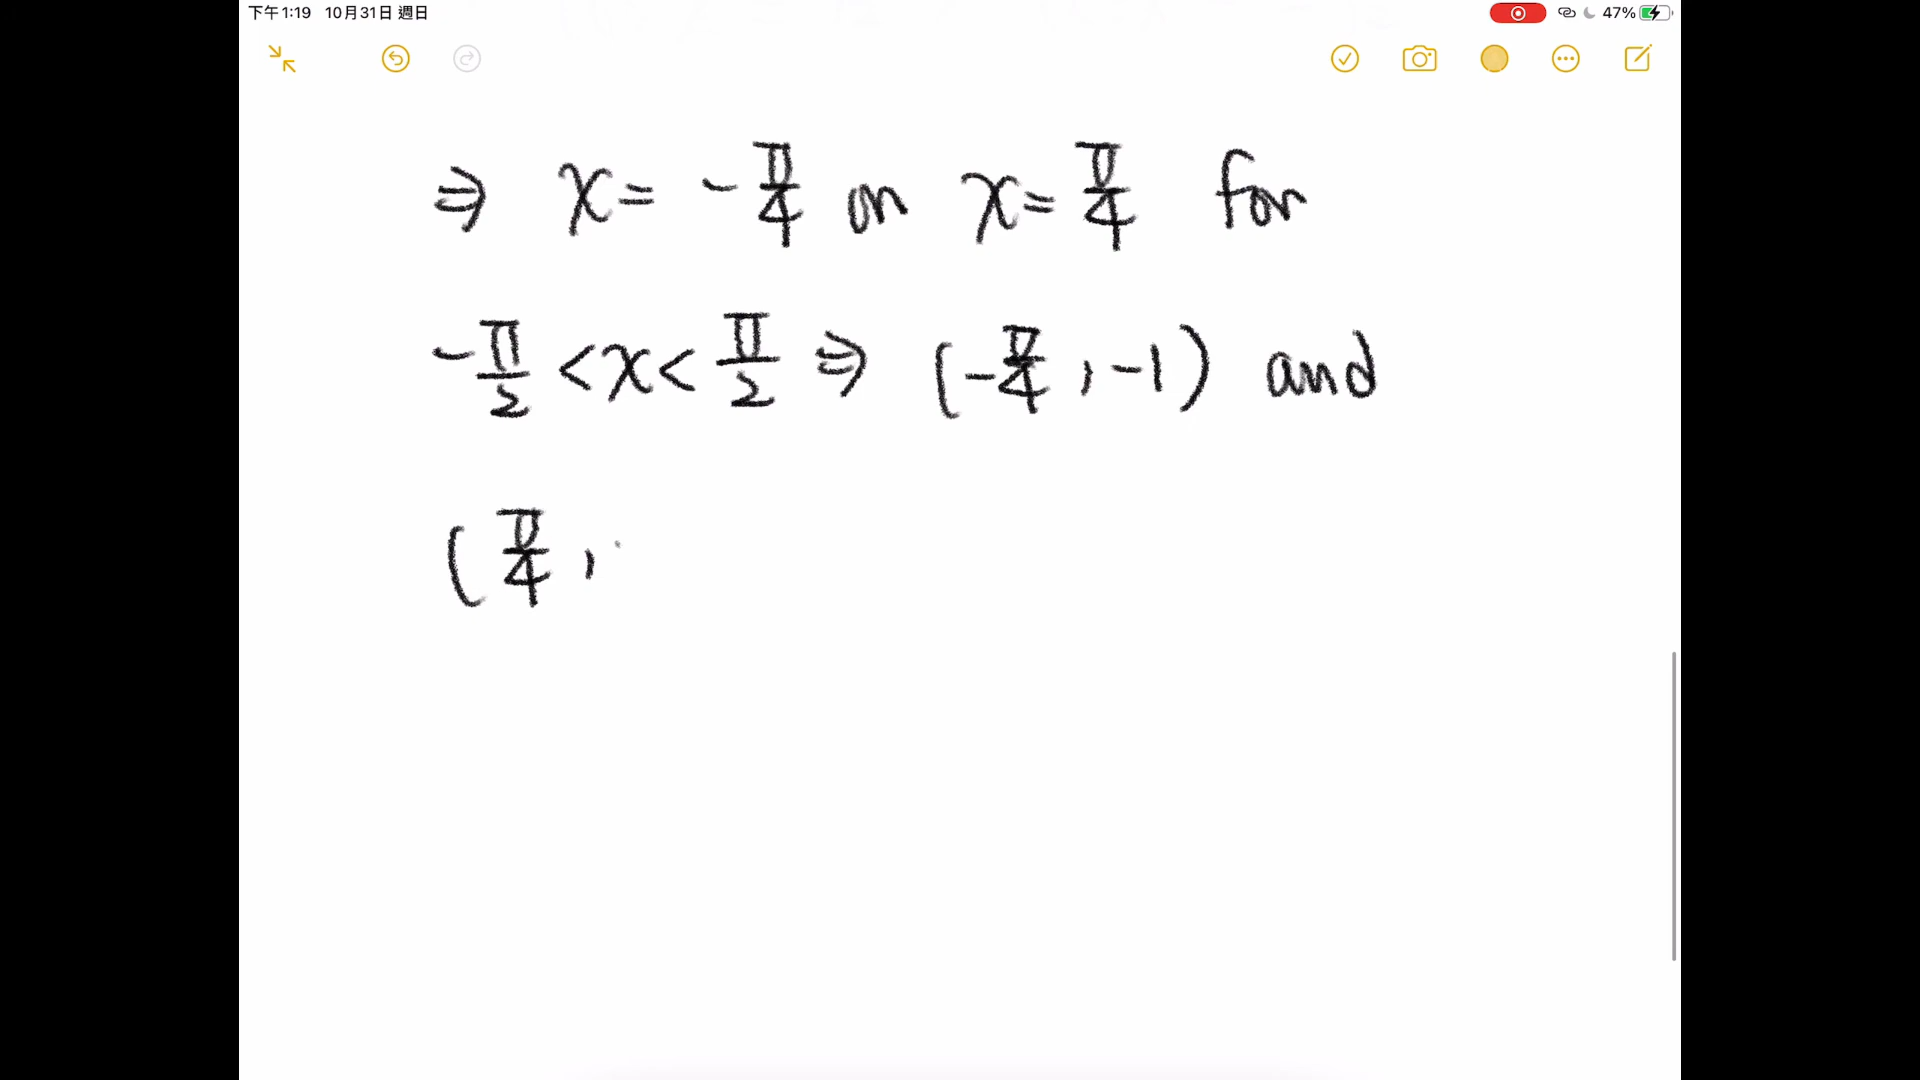 下午1:19 10月31日 週日 47%
⇒ x = -π/4 or x = π/4 for
-π/2 < x < π/2 ⇒ (-π/4, -1) and
(π/4,